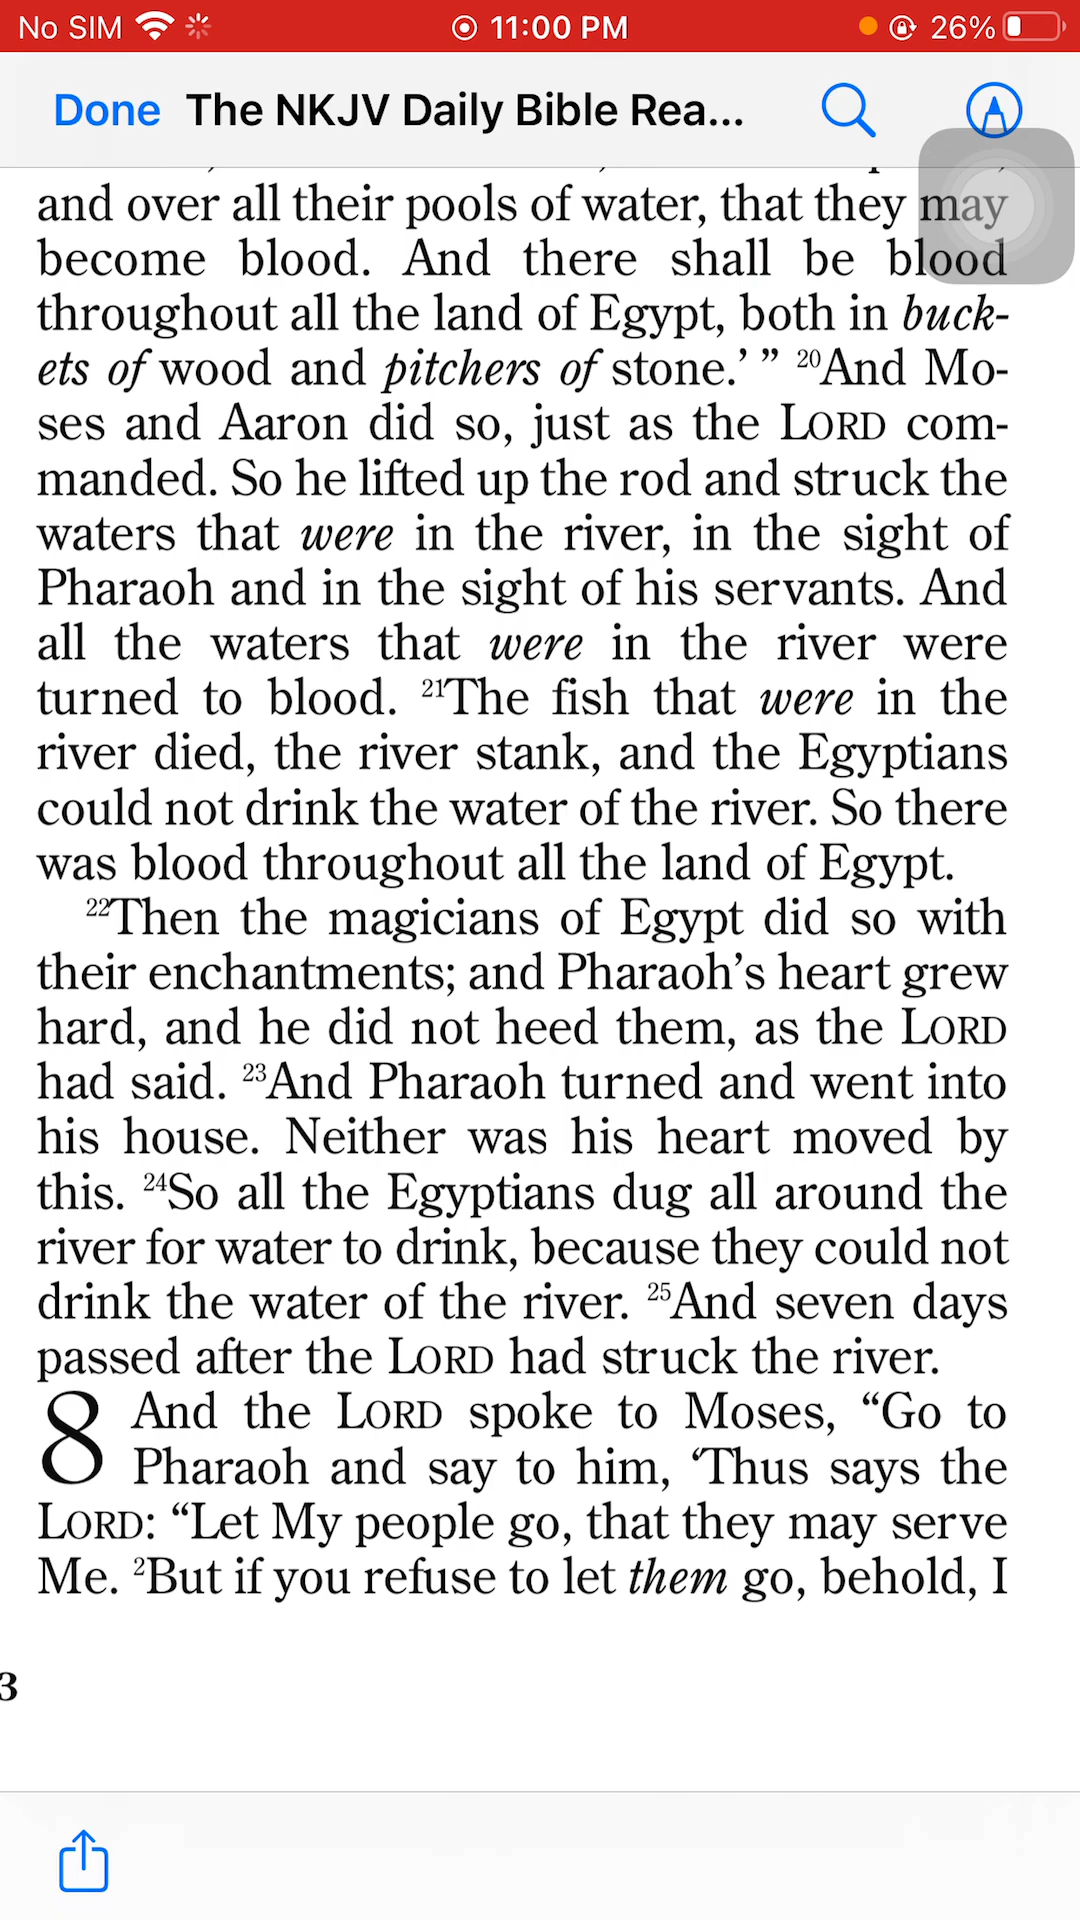 No SIM 11:00 PM 26%
Done The NKJV Daily Bible Rea...
and over all their pools of water, that they may
become blood. And there shall be blood
throughout all the land of Egypt, both in buck-
ets of wood and pitchers of stone.’ ” 20And Mo-
ses and Aaron did so, just as the LORD com-
manded. So he lifted up the rod and struck the
waters that were in the river, in the sight of
Pharaoh and in the sight of his servants. And
all the waters that were in the river were
turned to blood. 21The fish that were in the
river died, the river stank, and the Egyptians
could not drink the water of the river. So there
was blood throughout all the land of Egypt.
22Then the magicians of Egypt did so with
their enchantments; and Pharaoh’s heart grew
hard, and he did not heed them, as the LORD
had said. 23And Pharaoh turned and went into
his house. Neither was his heart moved by
this. 24So all the Egyptians dug all around the
river for water to drink, because they could not
drink the water of the river. 25And seven days
passed after the LORD had struck the river.
8 And the LORD spoke to Moses, “Go to
Pharaoh and say to him, ‘Thus says the
LORD: “Let My people go, that they may serve
Me. 2But if you refuse to let them go, behold, I
3